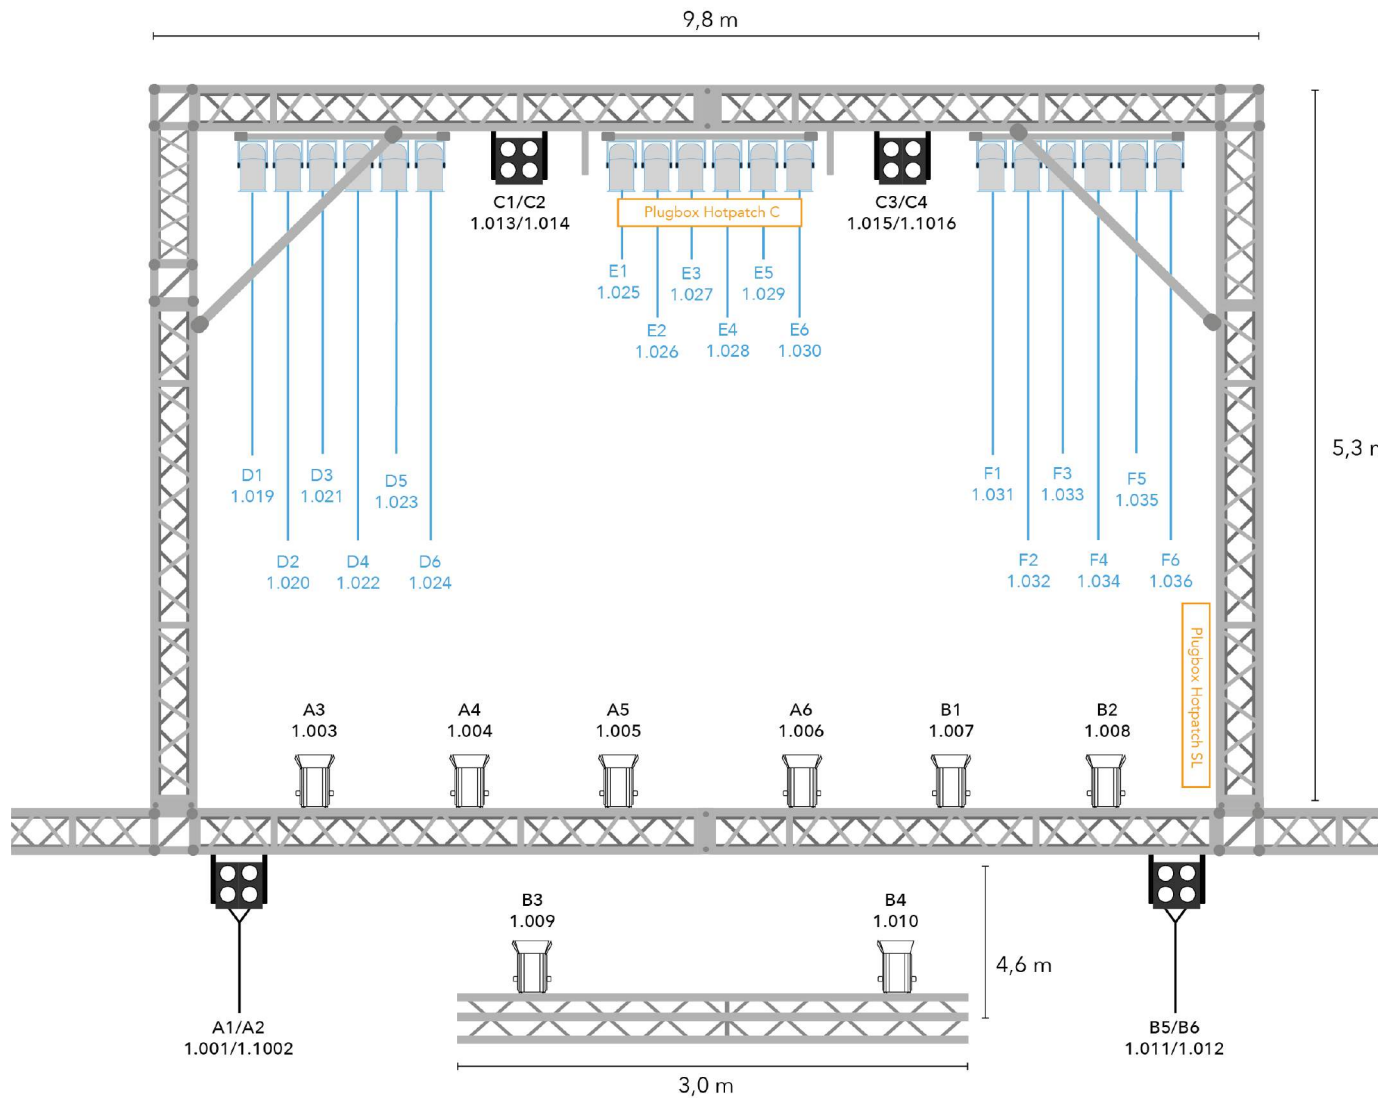 9,8 m
C1/C2
1.013/1.014
Plugbox Hotpatch C
C3/C4
1.015/1.1016
E1
1.025
E3
1.027
E5
1.029
E2
1.026
E4
1.028
E6
1.030
5,3 m
D1
1.019
D3
1.021
D5
1.023
F1
1.031
F3
1.033
F5
1.035
D2
1.020
D4
1.022
D6
1.024
F2
1.032
F4
1.034
F6
1.036
Plugbox Hotpatch SL
A3
1.003
A4
1.004
A5
1.005
A6
1.006
B1
1.007
B2
1.008
B3
1.009
B4
1.010
4,6 m
A1/A2
1.001/1.1002
B5/B6
1.011/1.012
3,0 m